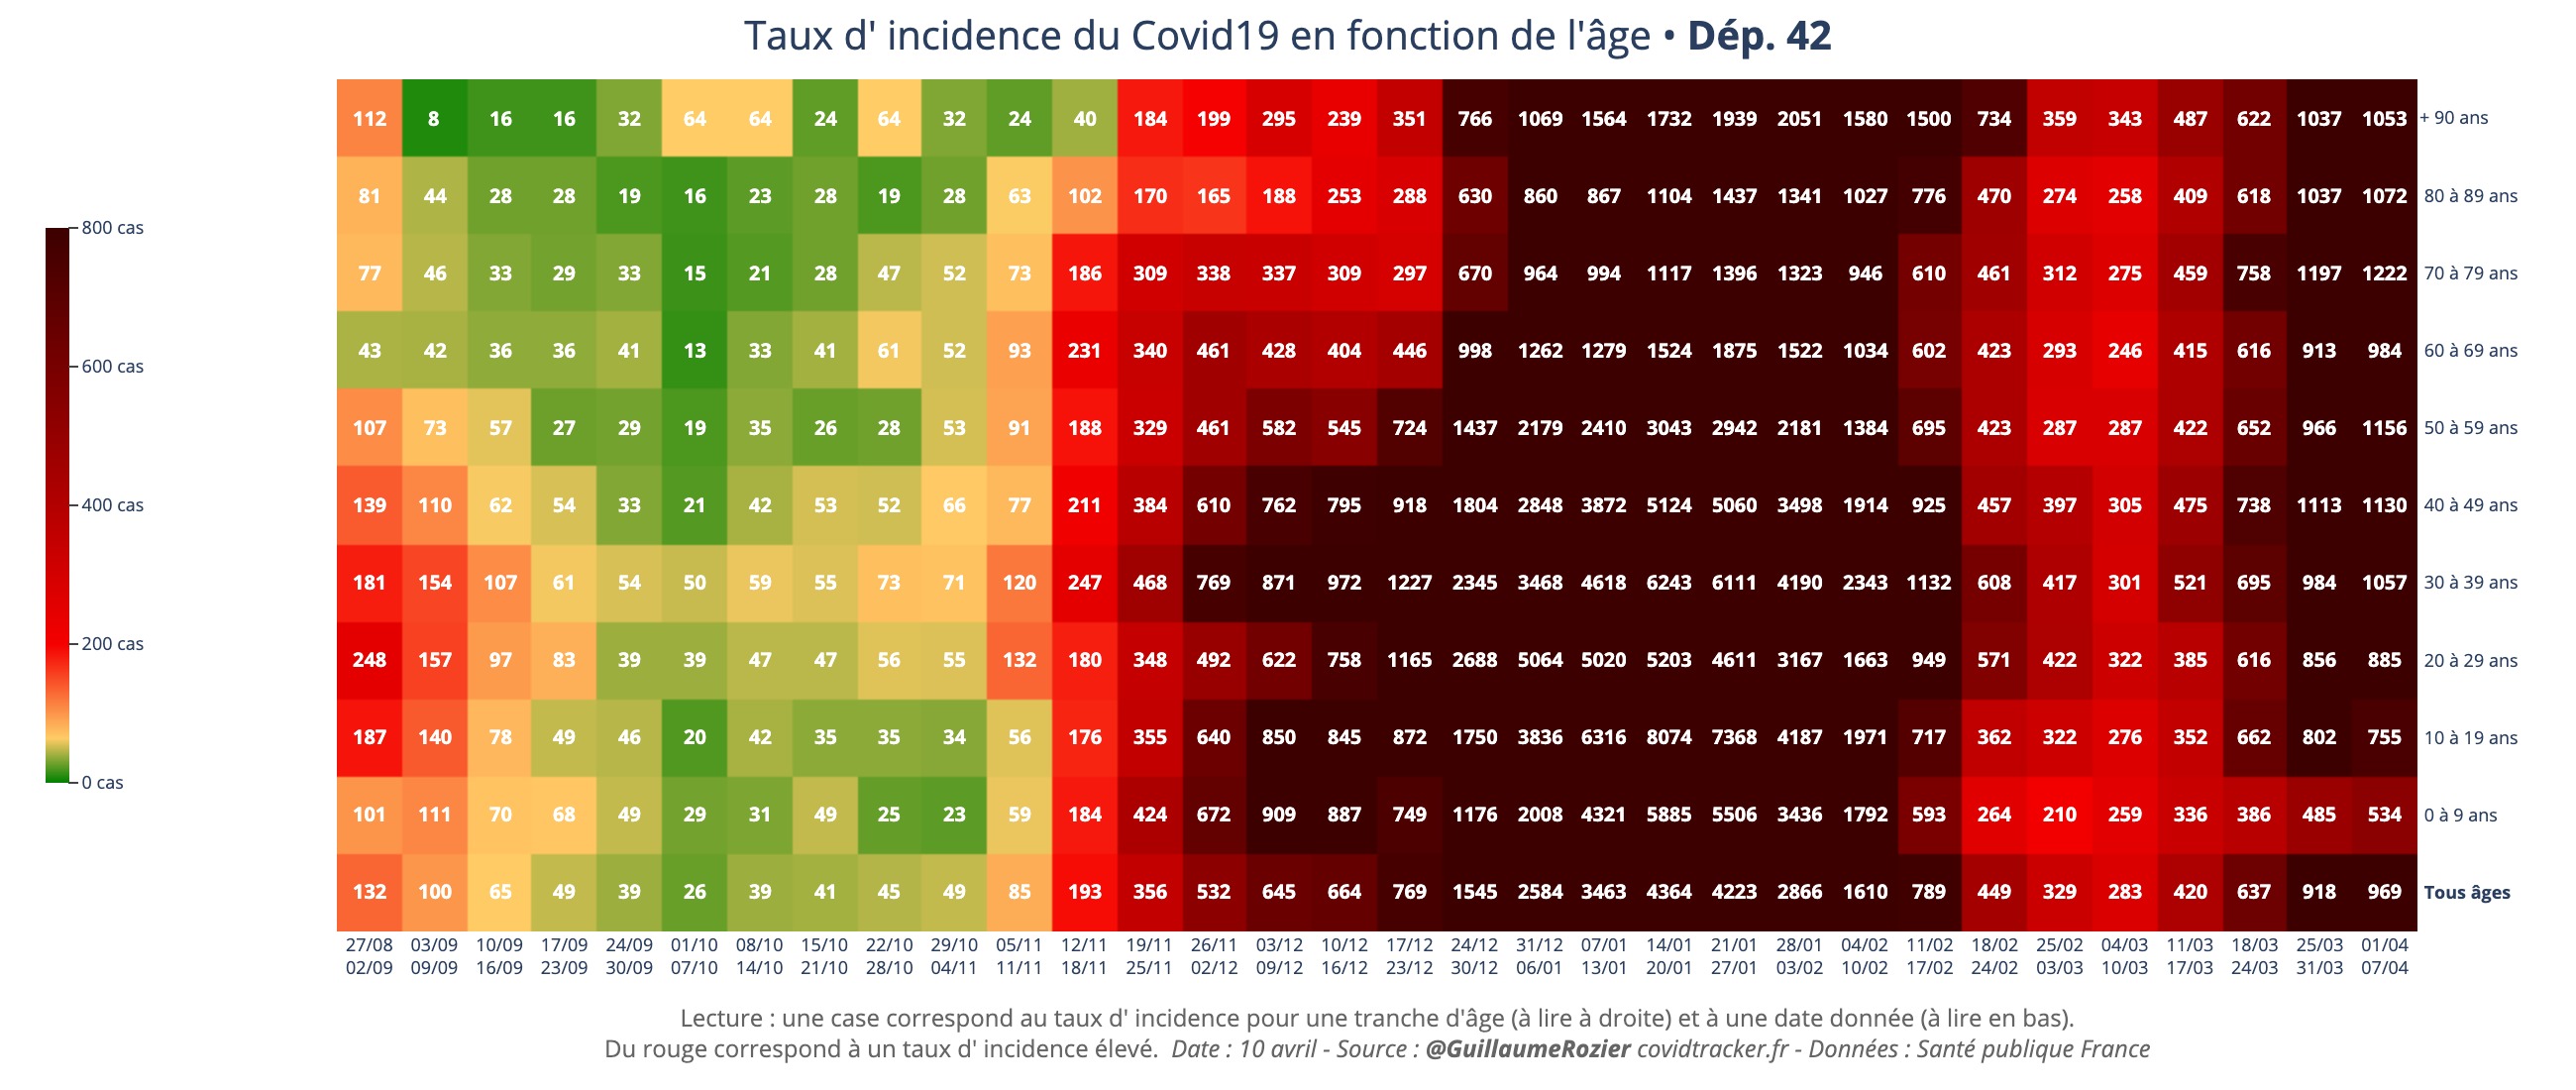 Taux d' incidence du Covid19 en fonction de l'âge • Dép. 42
800 cas
600 cas
400 cas
200 cas
0 cas
112 8 16 16 32 64 64 24 64 32 24 40 184 199 295 239 351 766 1069 1564 1732 1939 2051 1580 1500 734 359 343 487 622 1037 1053 + 90 ans
81 44 28 28 19 16 23 28 19 28 63 102 170 165 188 253 288 630 860 867 1104 1437 1341 1027 776 470 274 258 409 618 1037 1072 80 à 89 ans
77 46 33 29 33 15 21 28 47 52 73 186 309 338 337 309 297 670 964 994 1117 1396 1323 946 610 461 312 275 459 758 1197 1222 70 à 79 ans
43 42 36 36 41 13 33 41 61 52 93 231 340 461 428 404 446 998 1262 1279 1524 1875 1522 1034 602 423 293 246 415 616 913 984 60 à 69 ans
107 73 57 27 29 19 35 26 28 53 91 188 329 461 582 545 724 1437 2179 2410 3043 2942 2181 1384 695 423 287 287 422 652 966 1156 50 à 59 ans
139 110 62 54 33 21 42 53 52 66 77 211 384 610 762 795 918 1804 2848 3872 5124 5060 3498 1914 925 457 397 305 475 738 1113 1130 40 à 49 ans
181 154 107 61 54 50 59 55 73 71 120 247 468 769 871 972 1227 2345 3468 4618 6243 6111 4190 2343 1132 608 417 301 521 695 984 1057 30 à 39 ans
248 157 97 83 39 39 47 47 56 55 132 180 348 492 622 758 1165 2688 5064 5020 5203 4611 3167 1663 949 571 422 322 385 616 856 885 20 à 29 ans
187 140 78 49 46 20 42 35 35 34 56 176 355 640 850 845 872 1750 3836 6316 8074 7368 4187 1971 717 362 322 276 352 662 802 755 10 à 19 ans
101 111 70 68 49 29 31 49 25 23 59 184 424 672 909 887 749 1176 2008 4321 5885 5506 3436 1792 593 264 210 259 336 386 485 534 0 à 9 ans
132 100 65 49 39 26 39 41 45 49 85 193 356 532 645 664 769 1545 2584 3463 4364 4223 2866 1610 789 449 329 283 420 637 918 969 Tous âges
27/08 03/09 10/09 17/09 24/09 01/10 08/10 15/10 22/10 29/10 05/11 12/11 19/11 26/11 03/12 10/12 17/12 24/12 31/12 07/01 14/01 21/01 28/01 04/02 11/02 18/02 25/02 04/03 11/03 18/03 25/03 01/04
02/09 09/09 16/09 23/09 30/09 07/10 14/10 21/10 28/10 04/11 11/11 18/11 25/11 02/12 09/12 16/12 23/12 30/12 06/01 13/01 20/01 27/01 03/02 10/02 17/02 24/02 03/03 10/03 17/03 24/03 31/03 07/04
Lecture : une case correspond au taux d' incidence pour une tranche d'âge (à lire à droite) et à une date donnée (à lire en bas).
Du rouge correspond à un taux d' incidence élevé. Date : 10 avril - Source : @GuillaumeRozier covidtracker.fr - Données : Santé publique France